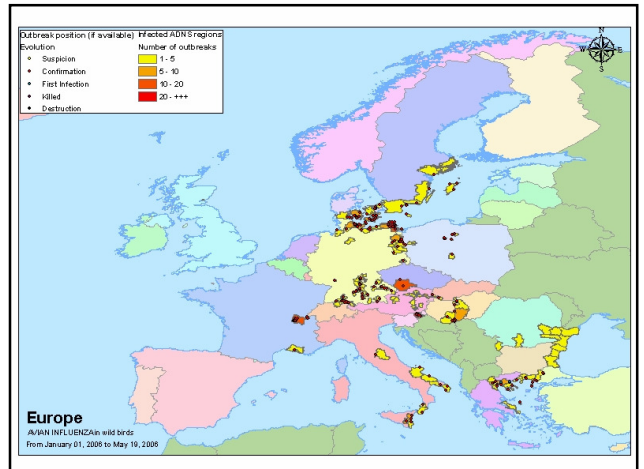 Outbreak position (if available)
Evolution
Suspicion
Confirmation
First Infection
Killed
Destruction
Infected ADNS regions
Number of outbreaks
1 - 5
5 - 10
10 - 20
20 - +++
N
W
E
S
Europe
AVIAN INFLUENZA in wild birds
From January 01, 2006 to May 19, 2006